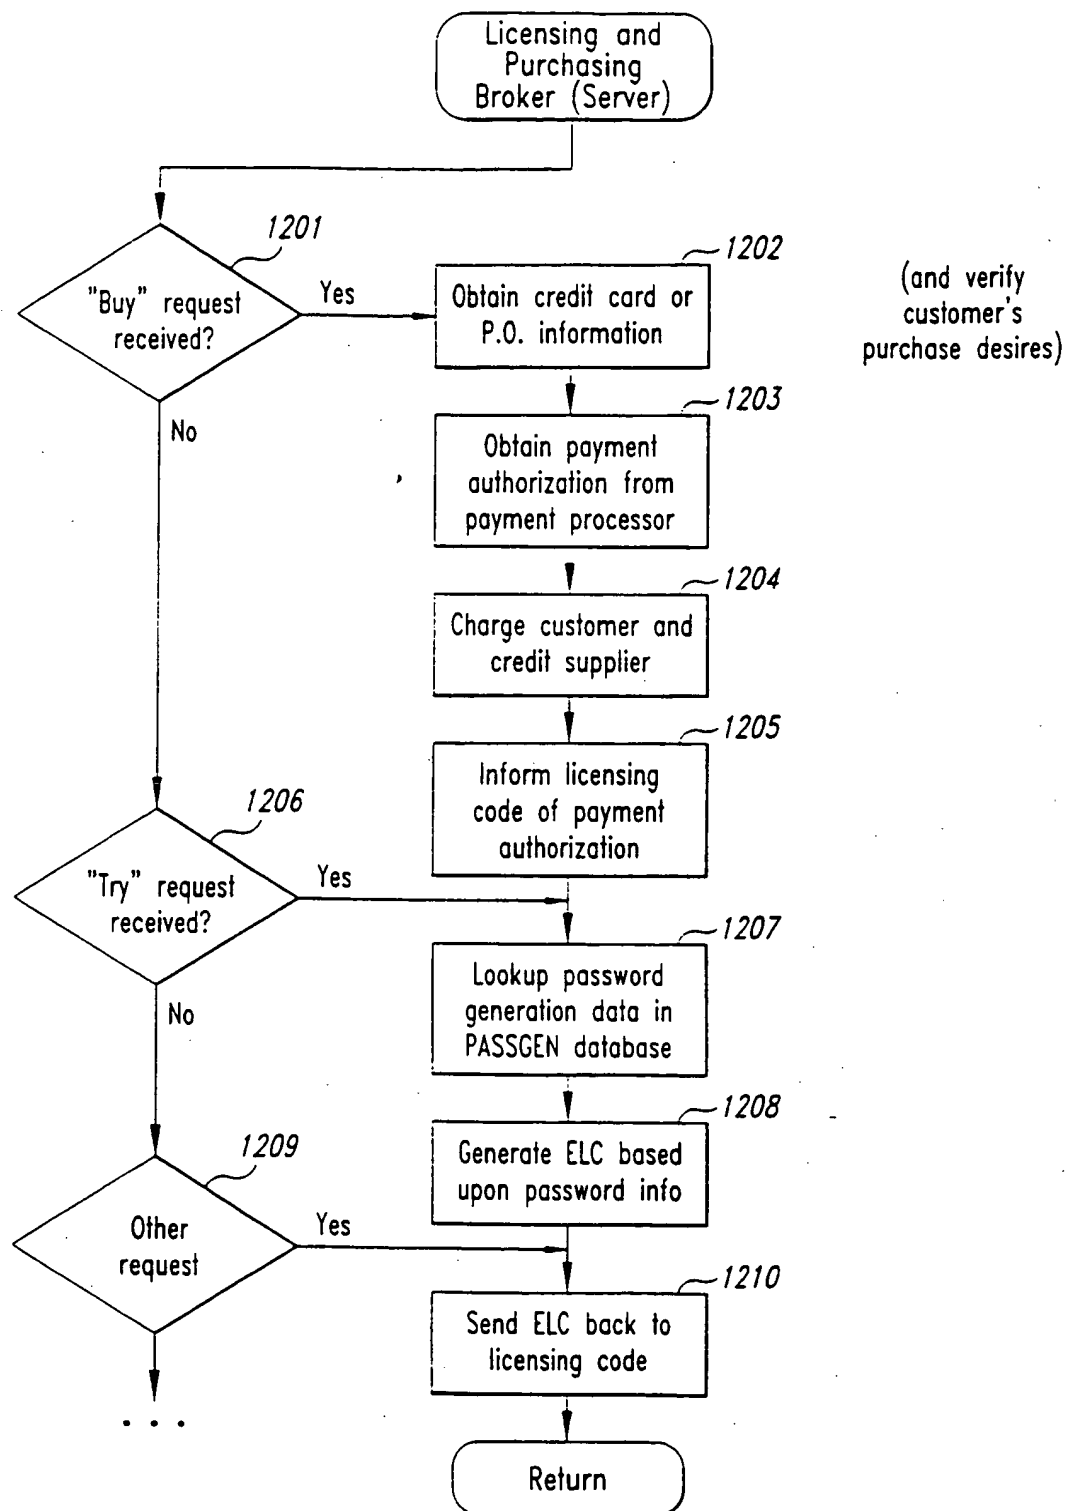 Licensing and
Purchasing
Broker (Server)
1201
"Buy" request
received?
Yes
No
1202
Obtain credit card or
P.O. information
(and verify
customer's
purchase desires)
1203
Obtain payment
authorization from
payment processor
1204
Charge customer and
credit supplier
1205
Inform licensing
code of payment
authorization
1206
"Try" request
received?
Yes
No
1207
Lookup password
generation data in
PASSGEN database
1208
Generate ELC based
upon password info
1209
Other
request
Yes
. . .
1210
Send ELC back to
licensing code
Return